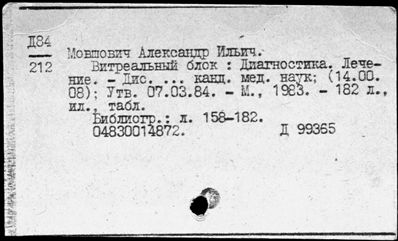 Д84
Мовшович Александр Ильич.
212
Витреальный блок : Диагностика. Лече-
ние. - Дис. ... канд. мед. наук; (14.00.
08); Утв. 07.03.84. - М., 1983. - 182 л.,
ил., табл.
Библиогр.: л. 158-182.
04830014872. Д 99365